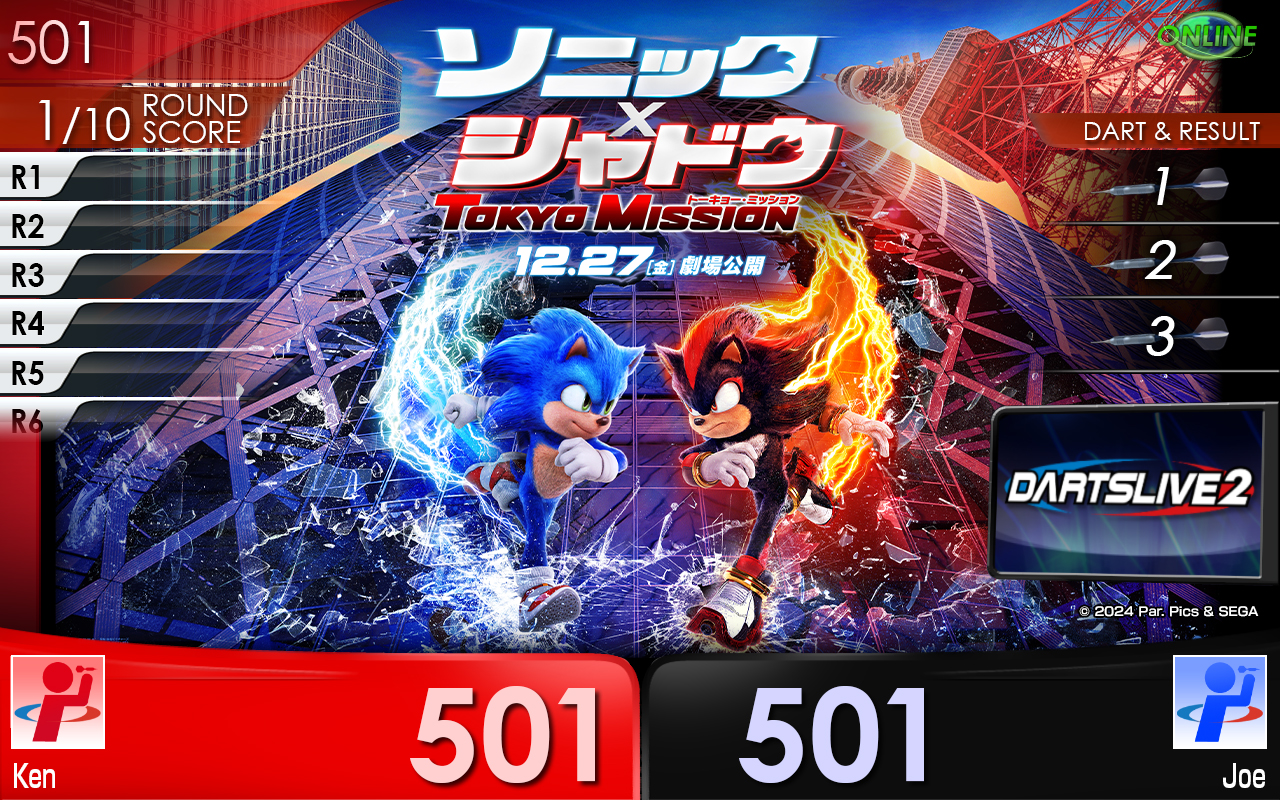 501
1/10 ROUND SCORE
R1
R2
R3
R4
R5
R6
ソニック
×
シャドウ
トーキョー・ミッション
TOKYO MISSION
12.27[金]劇場公開
ONLINE
DART & RESULT
1
2
3
DARTSLIVE2
© 2024 Par. Pics & SEGA
501
501
Ken
Joe